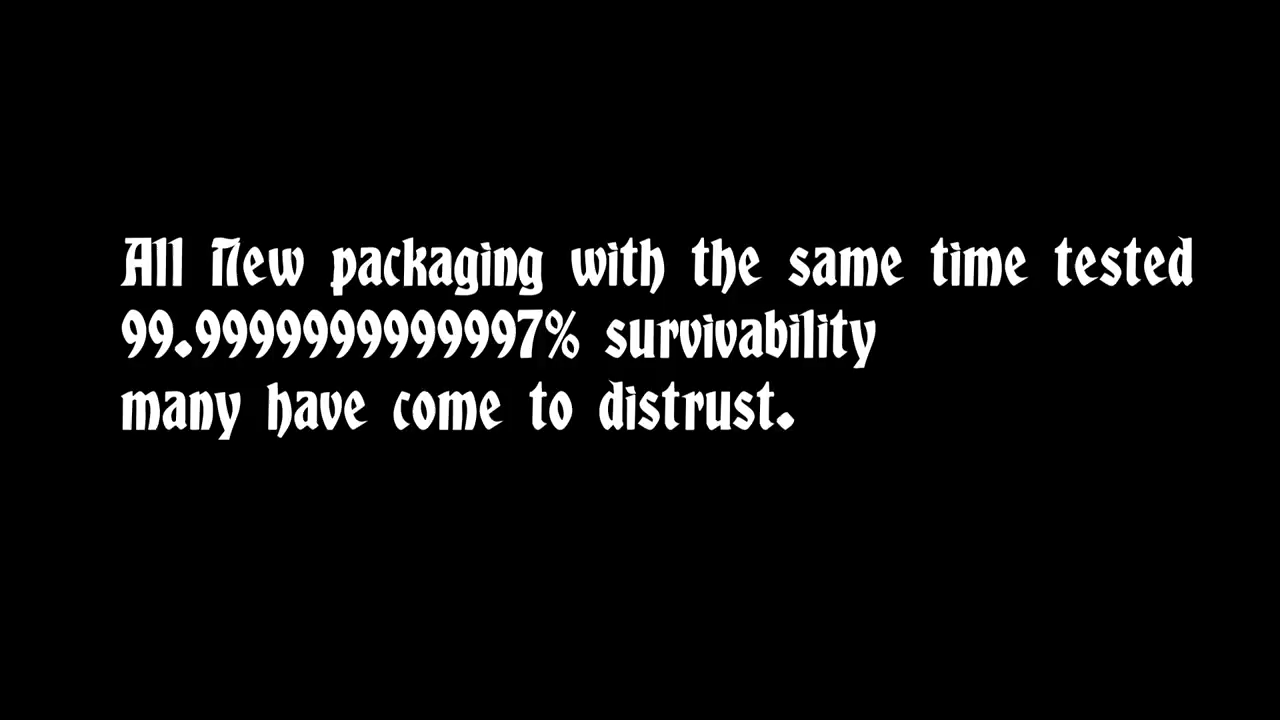 All New packaging with the same time tested
99.9999999999997% survivability
many have come to distrust.